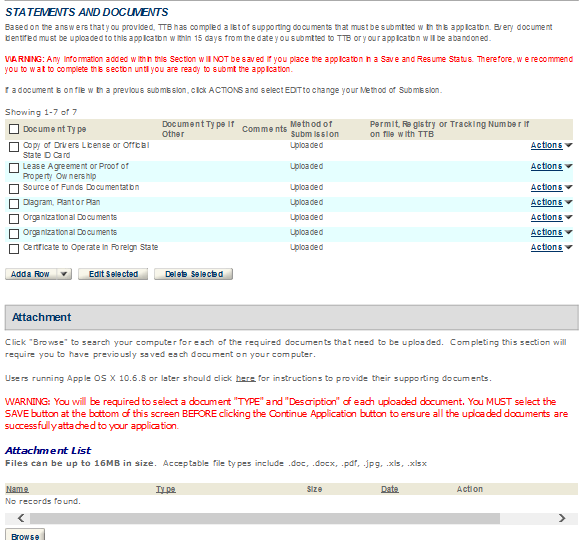 STATEMENTS AND DOCUMENTS
Based on the answers that you provided, TTB has compiled a list of supporting documents that must be submitted with this application. Every document
identified must be uploaded to this application within 15 days from the date you submitted to TTB or your application will be abandoned.
WARNING: Any Information added within this Section will NOT be saved if you place the application in a Save and Resume Status. Therefore, we recommend
you to wait to complete this section until you are ready to submit the application.
If a document is on file with a previous submission, click ACTIONS and select EDIT to change your Method of Submission.
Showing 1-7 of 7
Document Type Document Type If Other Comments Method of Submission Permit, Registry or Tracking Number If on file with TTB
Copy of Drivers License or Official State ID Card Uploaded Actions
Lease Agreement or Proof of Property Ownership Uploaded Actions
Source of Funds Documentation Uploaded Actions
Diagram, Plant or Plan Uploaded Actions
Organizational Documents Uploaded Actions
Organizational Documents Uploaded Actions
Certificate to Operate in Foreign State Uploaded Actions
Add a Row Edit Selected Delete Selected
Attachment
Click "Browse" to search your computer for each of the required documents that need to be uploaded. Completing this section will
require you to have previously saved each document on your computer.
Users running Apple OS X 10.6.8 or later should click here for instructions to provide their supporting documents.
WARNING: You will be required to select a document "TYPE" and "Description" of each uploaded document. You MUST select the
SAVE button at the bottom of this screen BEFORE clicking the Continue Application button to ensure all the uploaded documents are
successfully attached to your application.
Attachment List
Files can be up to 16MB in size. Acceptable file types include .doc, .docx, .pdf, .jpg, .xls, .xlsx
Name Type Size Date Action
No records found.
Browse